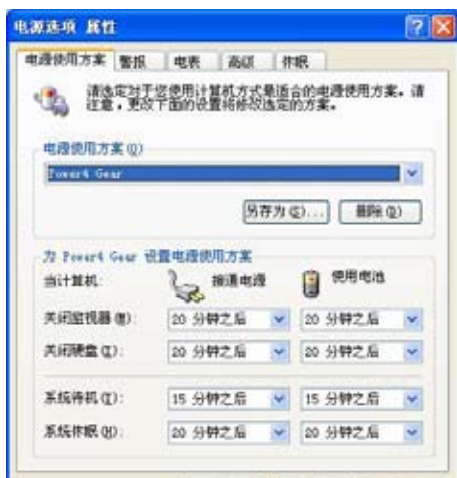 电源选项 属性
电源使用方案 警报 电表 高级 休眠
请选定对于您使用计算机方式最适合的电源使用方案。请
注意，更改下面的设置将修改选定的方案。
电源使用方案(O)
Power4 Gear
另存为(S)... 删除(D)
为 Power4 Gear 设置电源使用方案
当计算机: 接通电源 使用电池
关闭监视器(M): 20 分钟之后 20 分钟之后
关闭硬盘(I): 20 分钟之后 20 分钟之后
系统待机(T): 15 分钟之后 15 分钟之后
系统休眠(H): 20 分钟之后 20 分钟之后